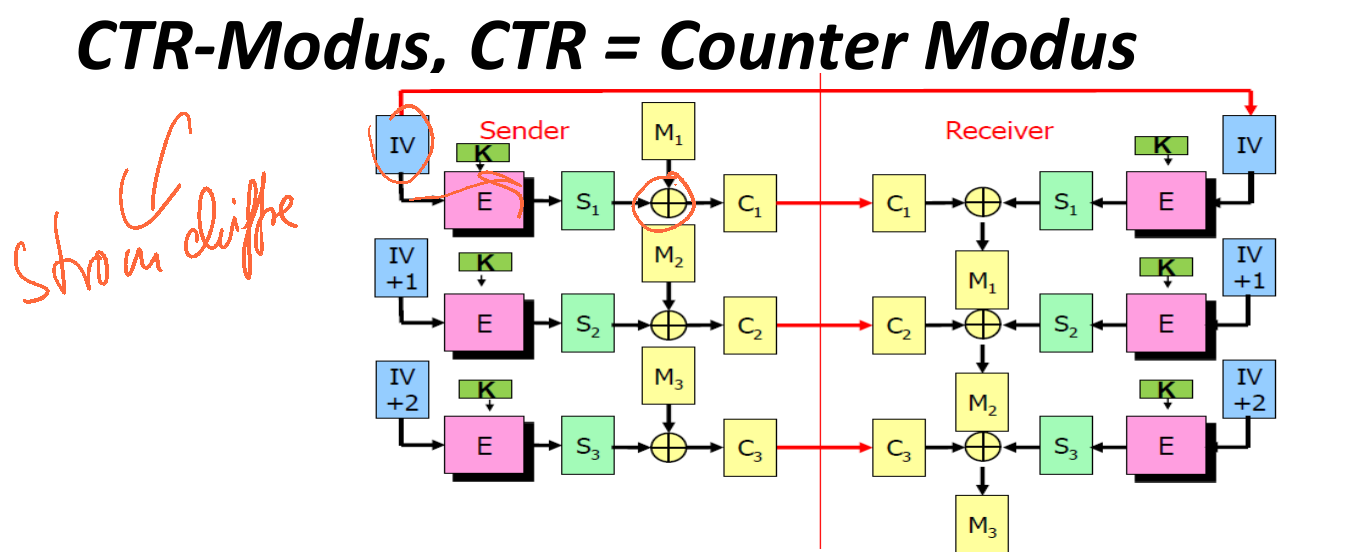 CTR-Modus, CTR = Counter Modus
IV Sender M₁ Receiver IV
K K
E S₁ C₁ C₁ S₁ E
Stromchiffre
IV +1 K M₂ M₁ K IV +1
E S₂ C₂ C₂ S₂ E
IV +2 K M₃ M₂ K IV +2
E S₃ C₃ C₃ S₃ E
M₃